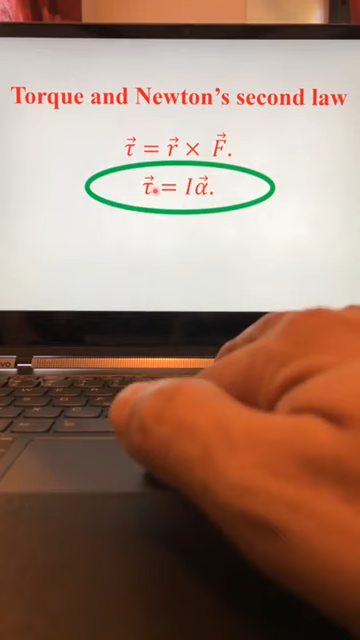 Torque and Newton's second law
τ⃗ = r⃗ × F⃗.
τ⃗ = Iα⃗.